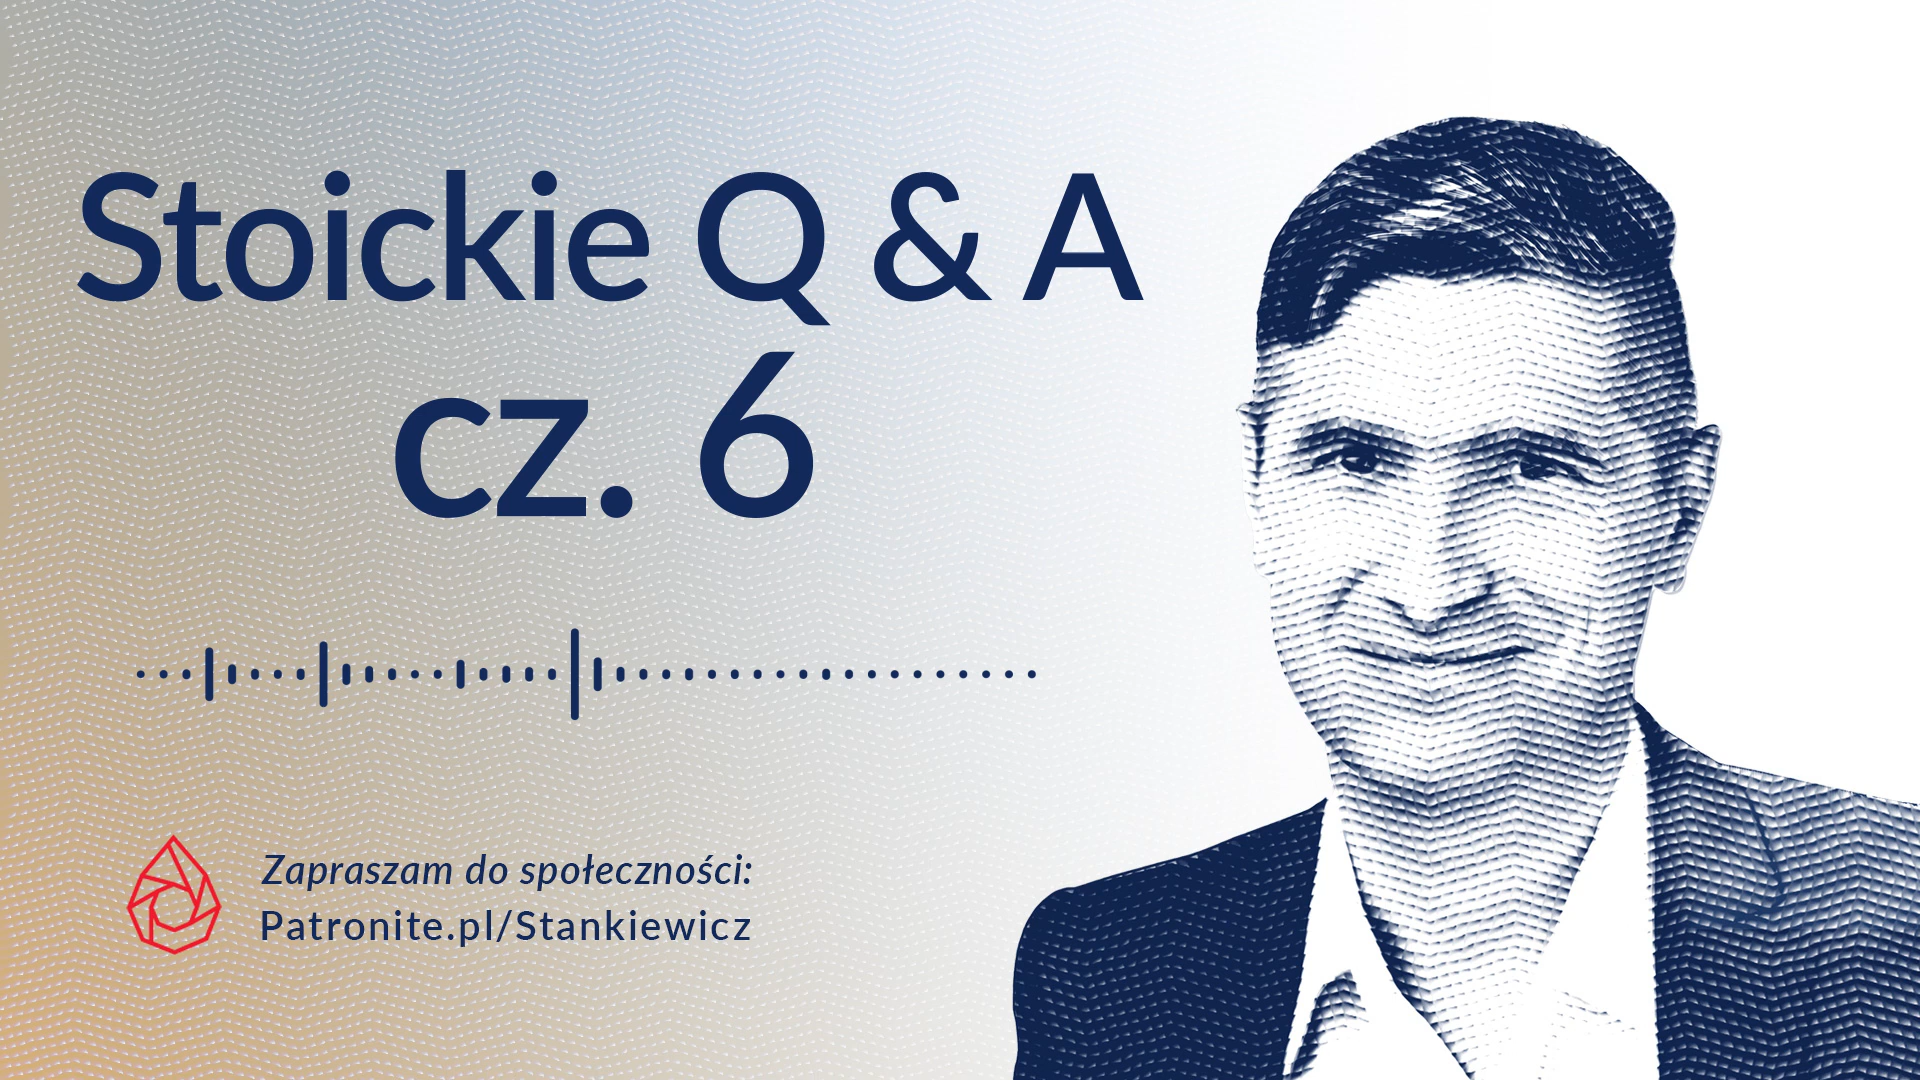 Stoickie Q & A
cz. 6
Zapraszam do społeczności:
Patronite.pl/Stankiewicz